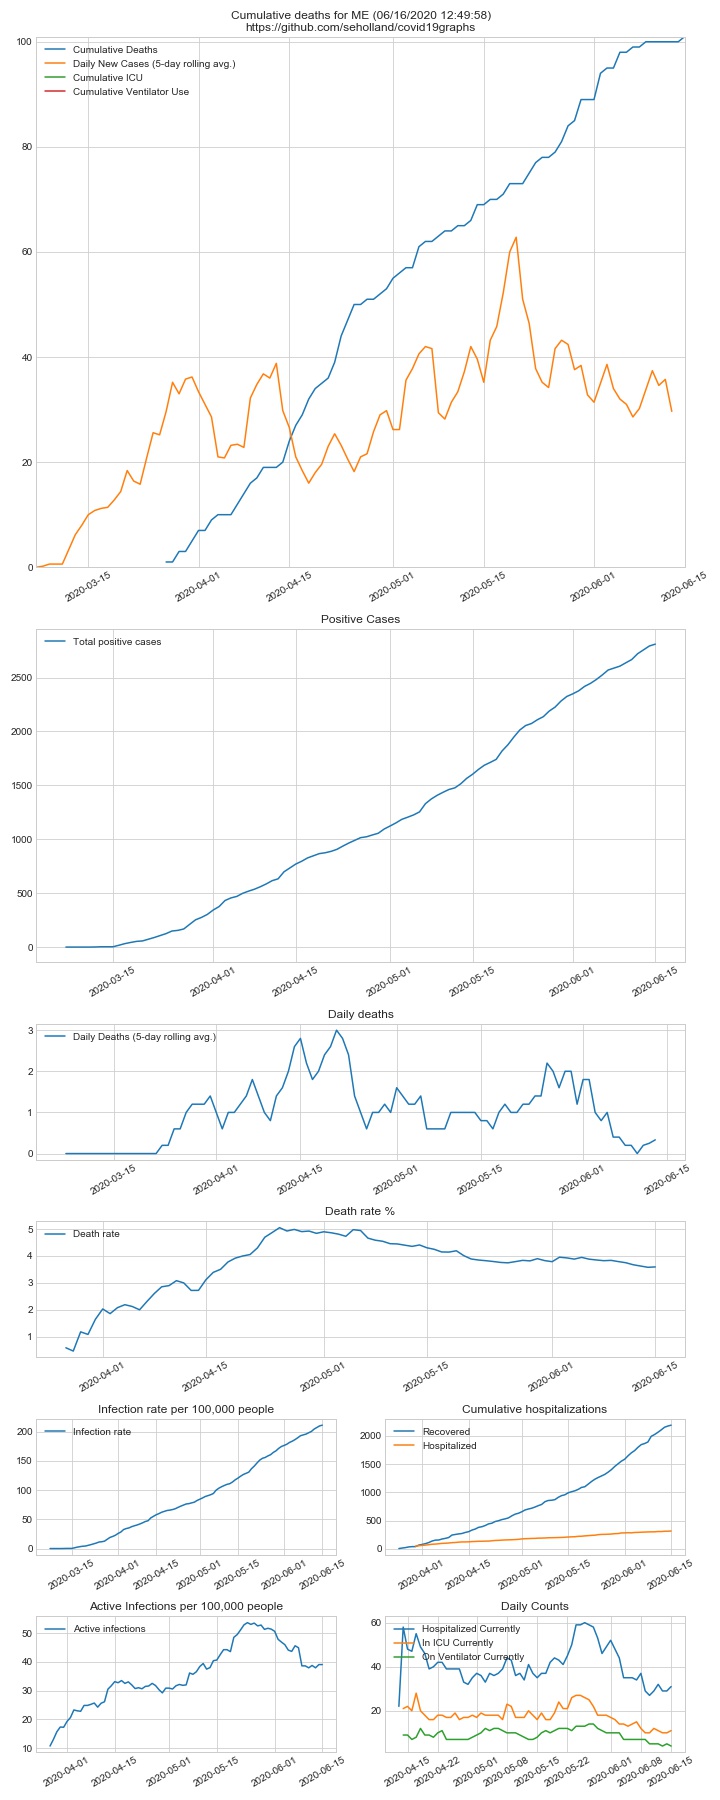 Cumulative deaths for ME (06/16/2020 12:49:58)
https://github.com/seholland/covid19graphs
100
80
60
40
20
0
Cumulative Deaths
Daily New Cases (5-day rolling avg.)
Cumulative ICU
Cumulative Ventilator Use
2020-03-15 2020-04-01 2020-04-15 2020-05-01 2020-05-15 2020-06-01 2020-06-15
Positive Cases
Total positive cases
2500
2000
1500
1000
500
0
2020-03-15 2020-04-01 2020-04-15 2020-05-01 2020-05-15 2020-06-01 2020-06-15
Daily deaths
Daily Deaths (5-day rolling avg.)
3
2
1
0
2020-03-15 2020-04-01 2020-04-15 2020-05-01 2020-05-15 2020-06-01 2020-06-15
Death rate %
Death rate
5
4
3
2
1
2020-04-01 2020-04-15 2020-05-01 2020-05-15 2020-06-01 2020-06-15
Infection rate per 100,000 people
Infection rate
200
150
100
50
0
2020-03-15 2020-04-01 2020-04-15 2020-05-01 2020-05-15 2020-06-01 2020-06-15
Cumulative hospitalizations
Recovered
Hospitalized
2000
1500
1000
500
0
2020-04-01 2020-04-15 2020-05-01 2020-05-15 2020-06-01 2020-06-15
Active Infections per 100,000 people
Active infections
50
40
30
20
10
2020-04-01 2020-04-15 2020-05-01 2020-05-15 2020-06-01 2020-06-15
Daily Counts
Hospitalized Currently
In ICU Currently
On Ventilator Currently
60
40
20
2020-04-15 2020-04-22 2020-05-01 2020-05-08 2020-05-15 2020-05-22 2020-06-01 2020-06-08 2020-06-15